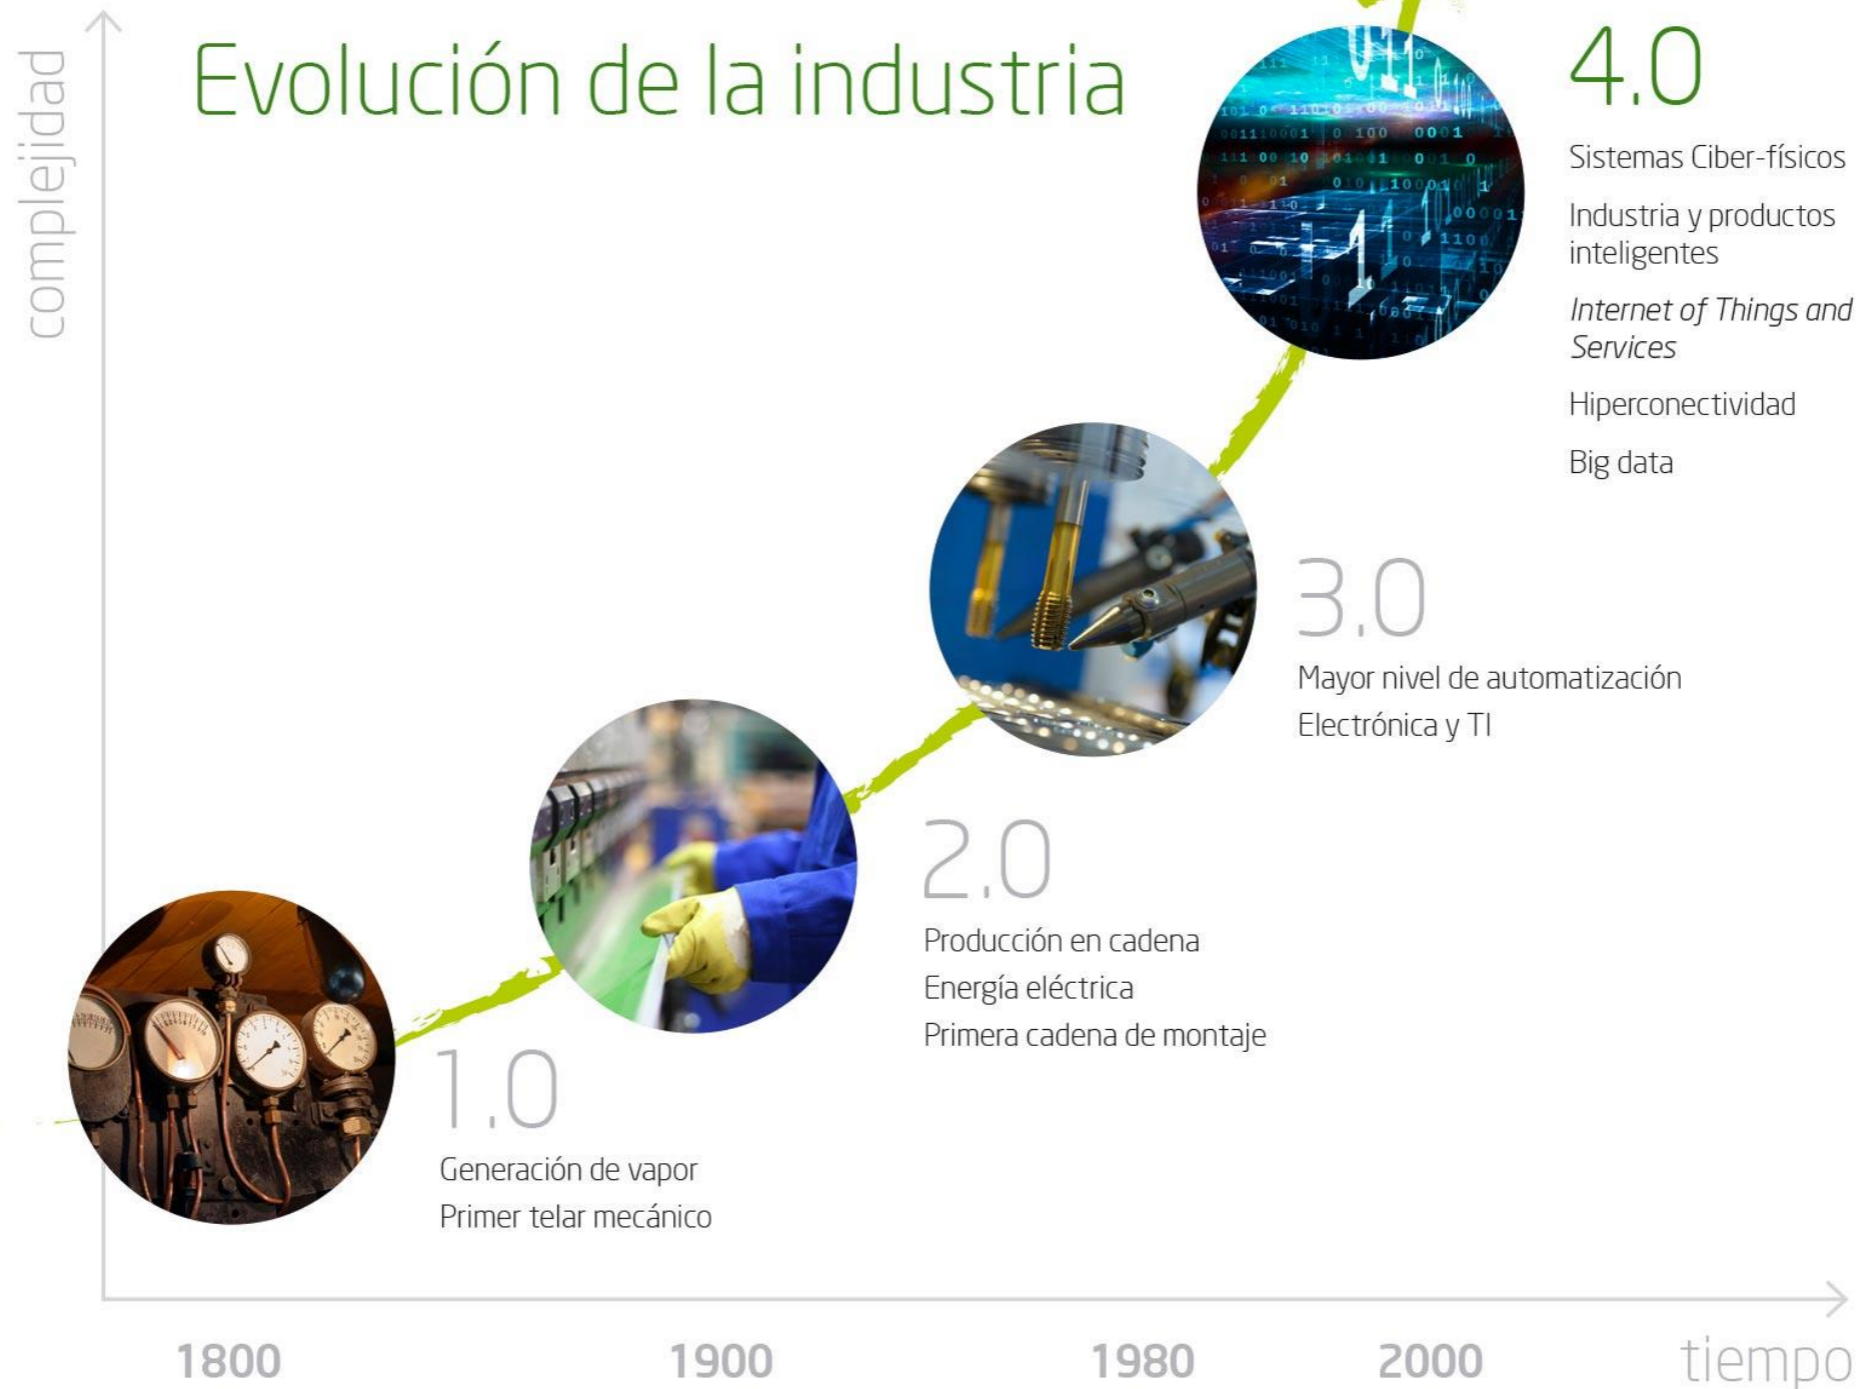 complejidad
Evolución de la industria
4.0
Sistemas Ciber-físicos
Industria y productos
inteligentes
Internet of Things and
Services
Hiperconectividad
Big data
3.0
Mayor nivel de automatización
Electrónica y TI
2.0
Producción en cadena
Energía eléctrica
Primera cadena de montaje
1.0
Generación de vapor
Primer telar mecánico
1800
1900
1980
2000
tiempo